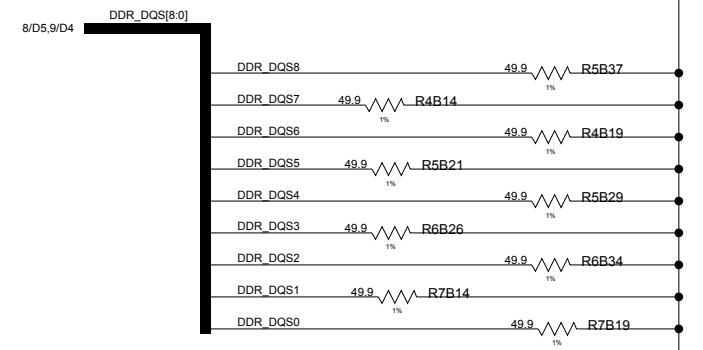 DDR_DQS[8:0]
8/D5,9/D4
DDR_DQS8 49.9 R5B37
1%
DDR_DQS7 49.9 R4B14
1%
DDR_DQS6 49.9 R4B19
1%
DDR_DQS5 49.9 R5B21
1%
DDR_DQS4 49.9 R5B29
1%
DDR_DQS3 49.9 R6B26
1%
DDR_DQS2 49.9 R6B34
1%
DDR_DQS1 49.9 R7B14
1%
DDR_DQS0 49.9 R7B19
1%